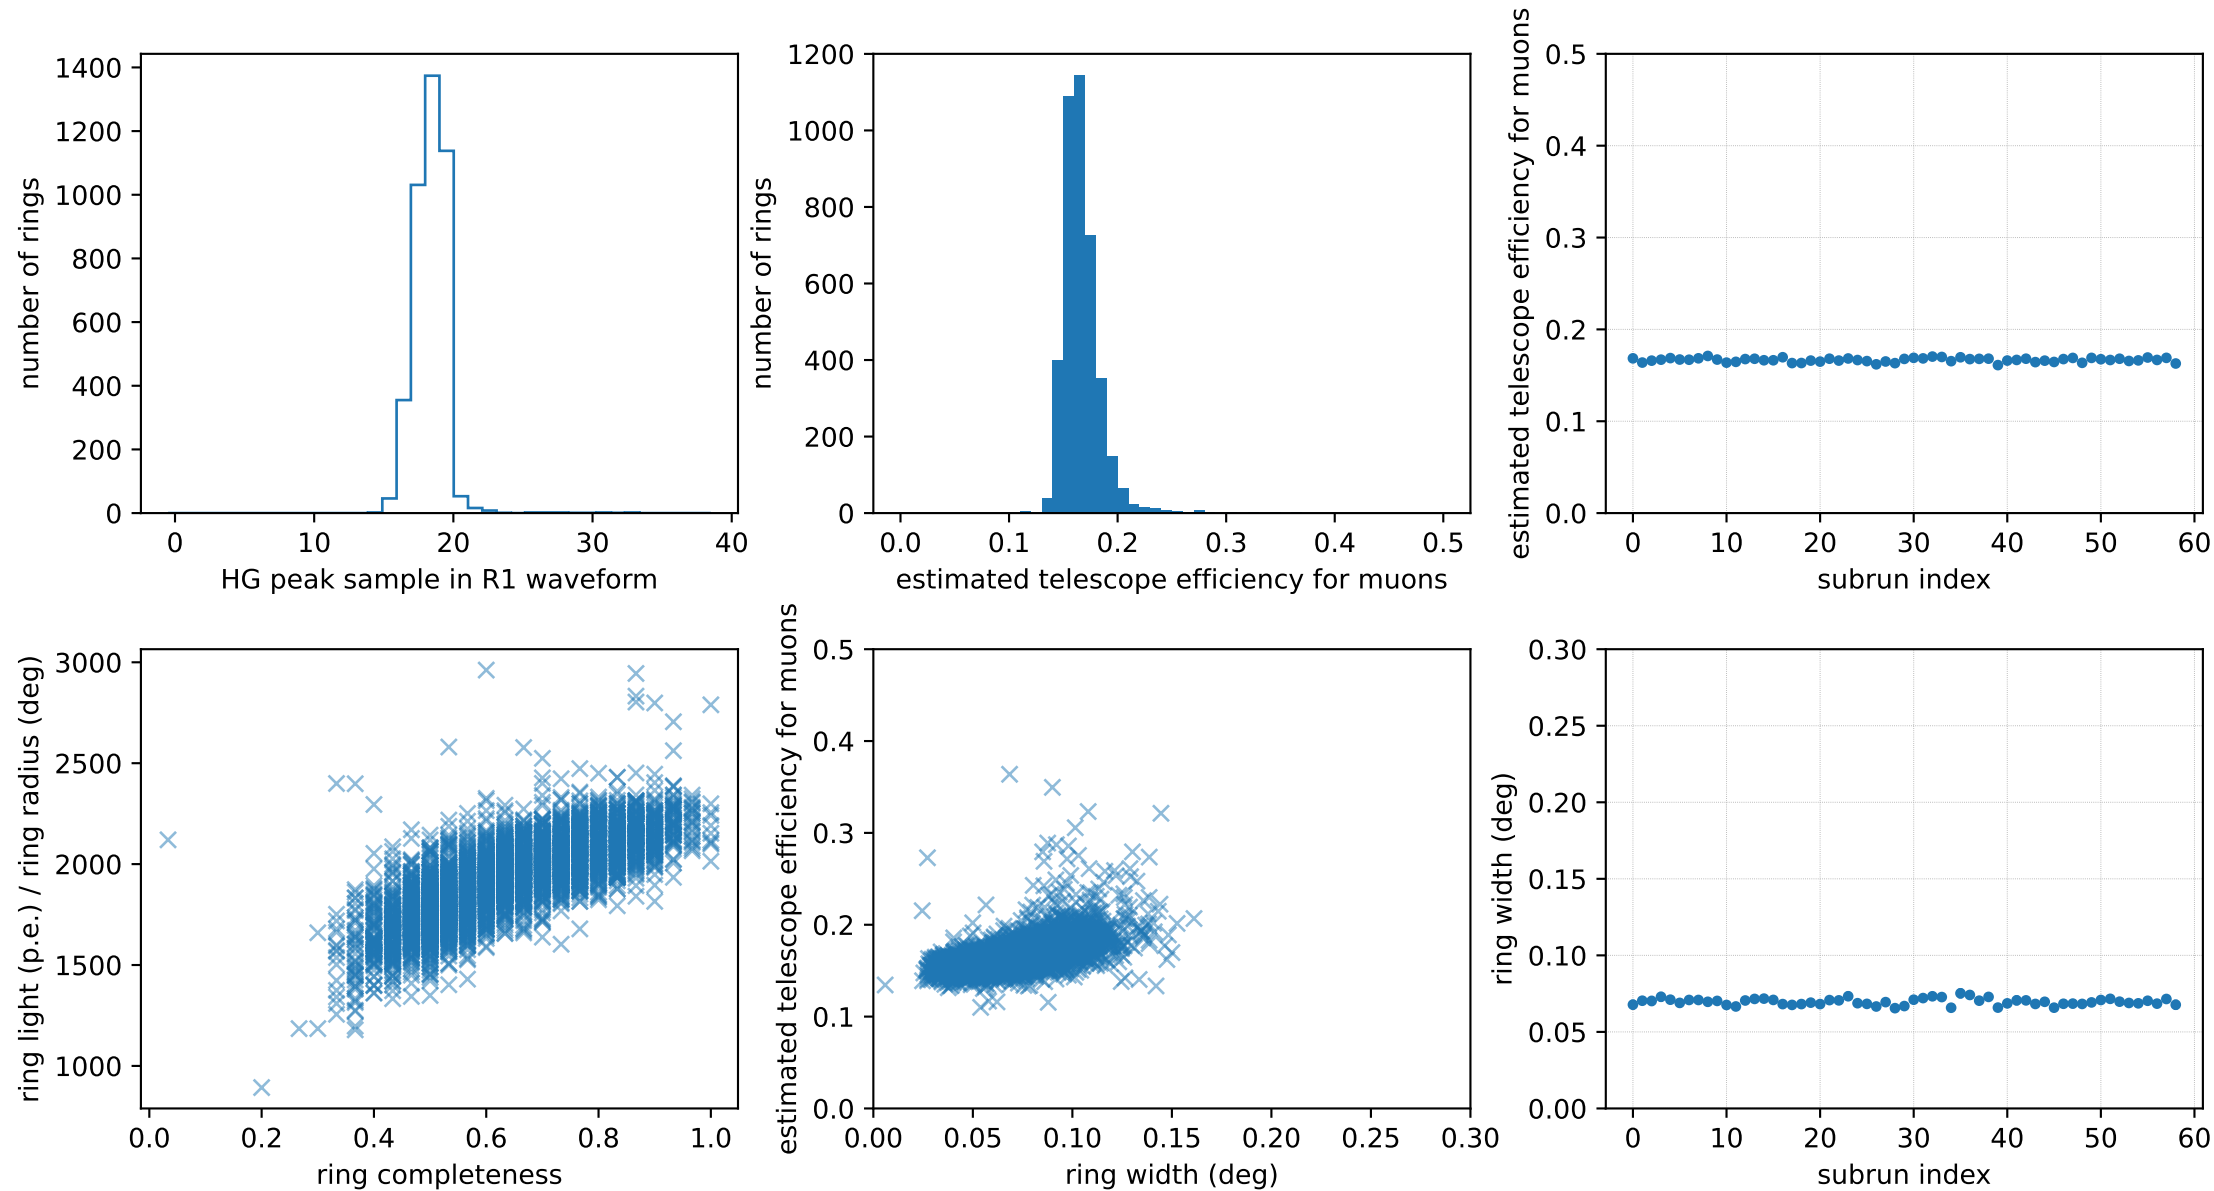 number of rings
1400
1200
1000
800
600
400
200
0
0 10 20 30 40
HG peak sample in R1 waveform
number of rings
1200
1000
800
600
400
200
0
0.0 0.1 0.2 0.3 0.4 0.5
estimated telescope efficiency for muons
estimated telescope efficiency for muons
0.5
0.4
0.3
0.2
0.1
0.0
0 10 20 30 40 50 60
subrun index
ring light (p.e.) / ring radius (deg)
3000
2500
2000
1500
1000
0.0 0.2 0.4 0.6 0.8 1.0
ring completeness
estimated telescope efficiency for muons
0.5
0.4
0.3
0.2
0.1
0.0
0.00 0.05 0.10 0.15 0.20 0.25 0.30
ring width (deg)
ring width (deg)
0.30
0.25
0.20
0.15
0.10
0.05
0.00
0 10 20 30 40 50 60
subrun index